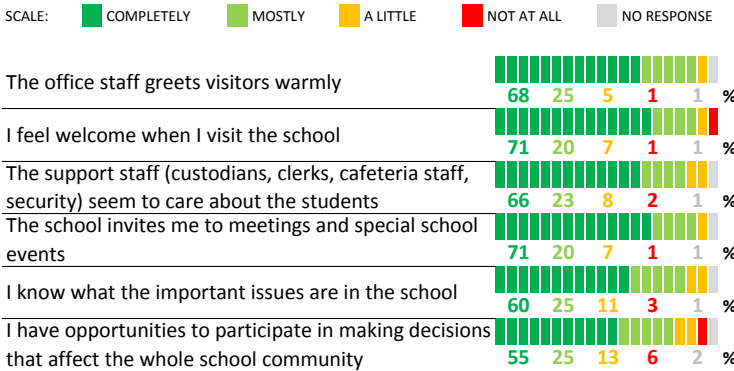 SCALE: COMPLETELY MOSTLY A LITTLE NOT AT ALL NO RESPONSE
The office staff greets visitors warmly
68 25 5 1 1 %
I feel welcome when I visit the school
71 20 7 1 1 %
The support staff (custodians, clerks, cafeteria staff,
security) seem to care about the students
66 23 8 2 1 %
The school invites me to meetings and special school
events
71 20 7 1 1 %
I know what the important issues are in the school
60 25 11 3 1 %
I have opportunities to participate in making decisions
that affect the whole school community
55 25 13 6 2 %